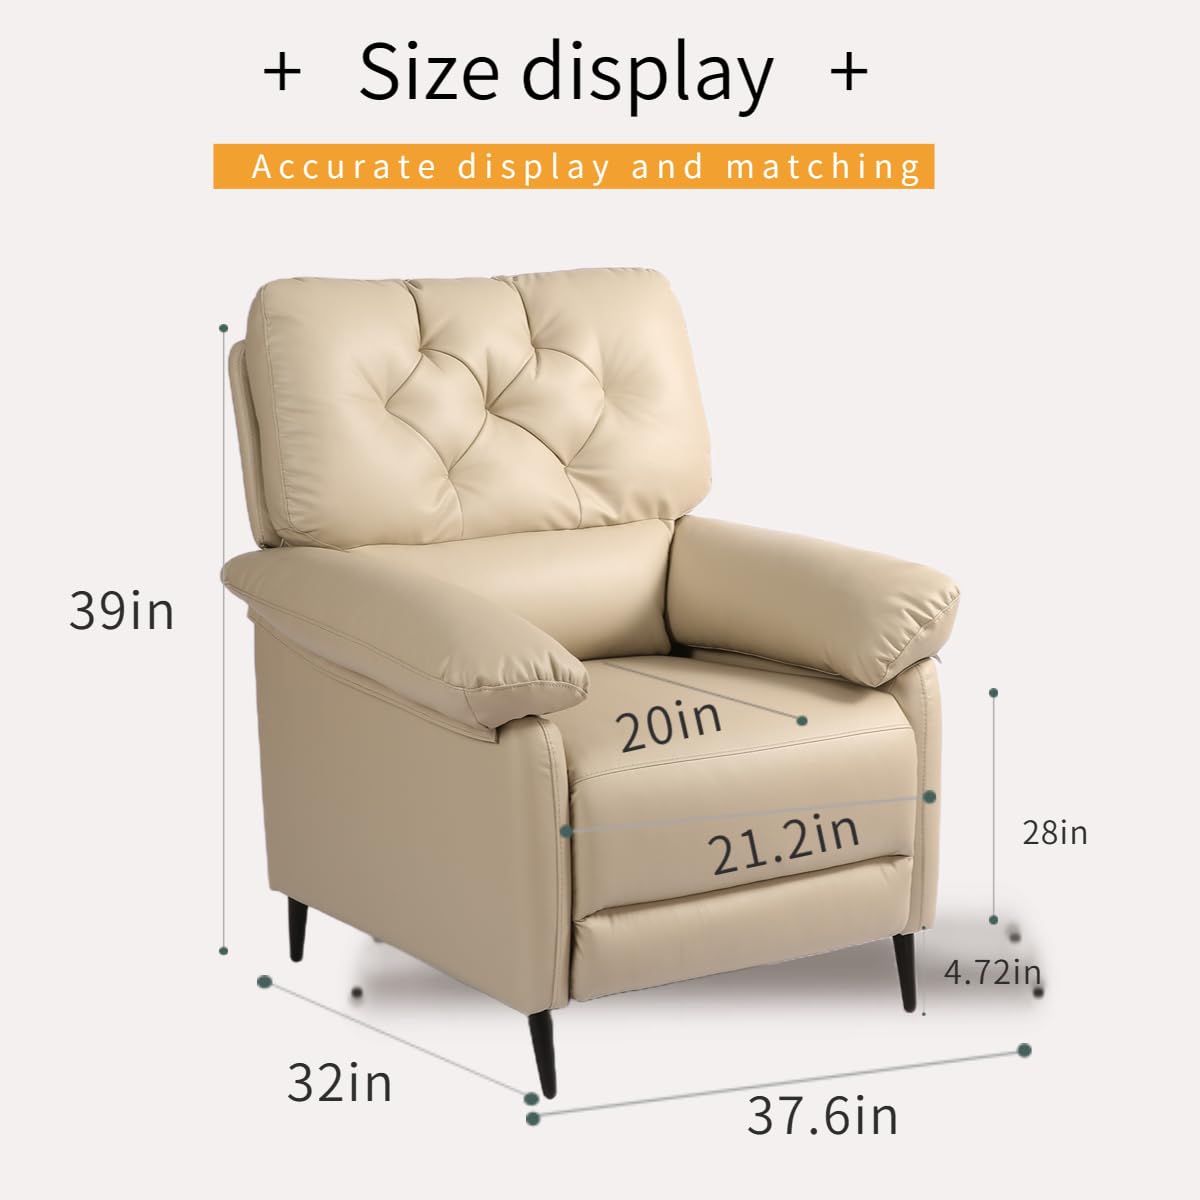 + Size display +
Accurate display and matching
39in
20in
21.2in
28in
4.72in
32in
37.6in